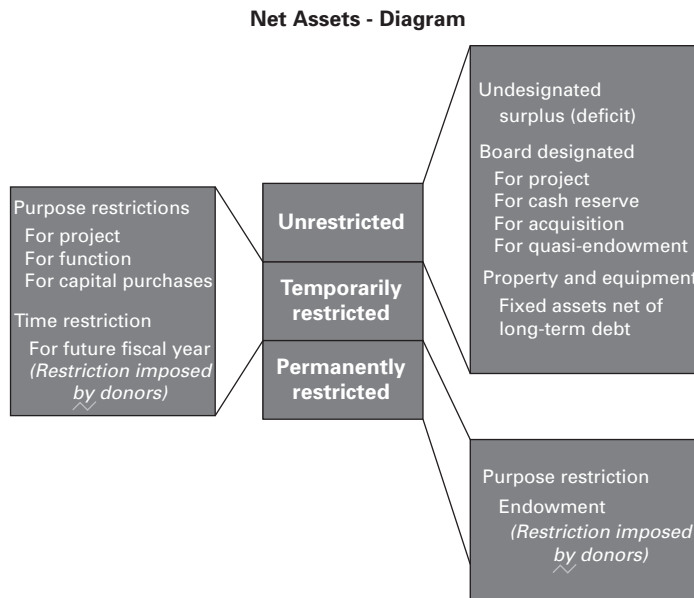 Net Assets - Diagram
Undesignated
surplus (deficit)
Board designated
For project
For cash reserve
For acquisition
For quasi-endowment
Property and equipment
Fixed assets net of
long-term debt
Unrestricted
Temporarily
restricted
Permanently
restricted
Purpose restrictions
For project
For function
For capital purchases
Time restriction
For future fiscal year
(Restriction imposed
by donors)
Purpose restriction
Endowment
(Restriction imposed
by donors)